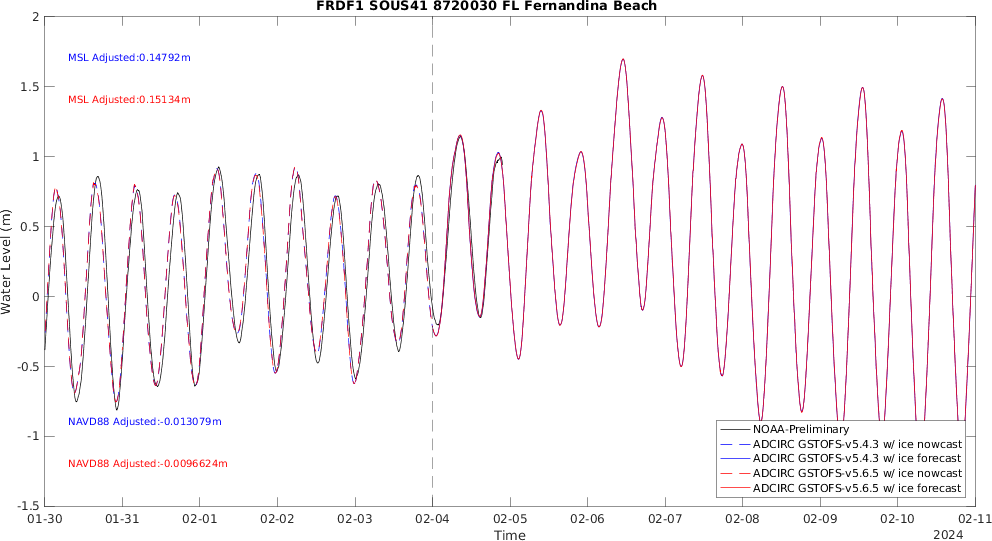 FRDF1 SOUS41 8720030 FL Fernandina Beach
2
1.5
1
0.5
0
-0.5
-1
-1.5
Water Level (m)
MSL Adjusted:0.14792m
MSL Adjusted:0.15134m
NAVD88 Adjusted:-0.013079m
NAVD88 Adjusted:-0.0096624m
NOAA-Preliminary
ADCIRC GSTOFS-v5.4.3 w/ ice nowcast
ADCIRC GSTOFS-v5.4.3 w/ ice forecast
ADCIRC GSTOFS-v5.6.5 w/ ice nowcast
ADCIRC GSTOFS-v5.6.5 w/ ice forecast
01-30 01-31 02-01 02-02 02-03 02-04 02-05 02-06 02-07 02-08 02-09 02-10 02-11
Time
2024